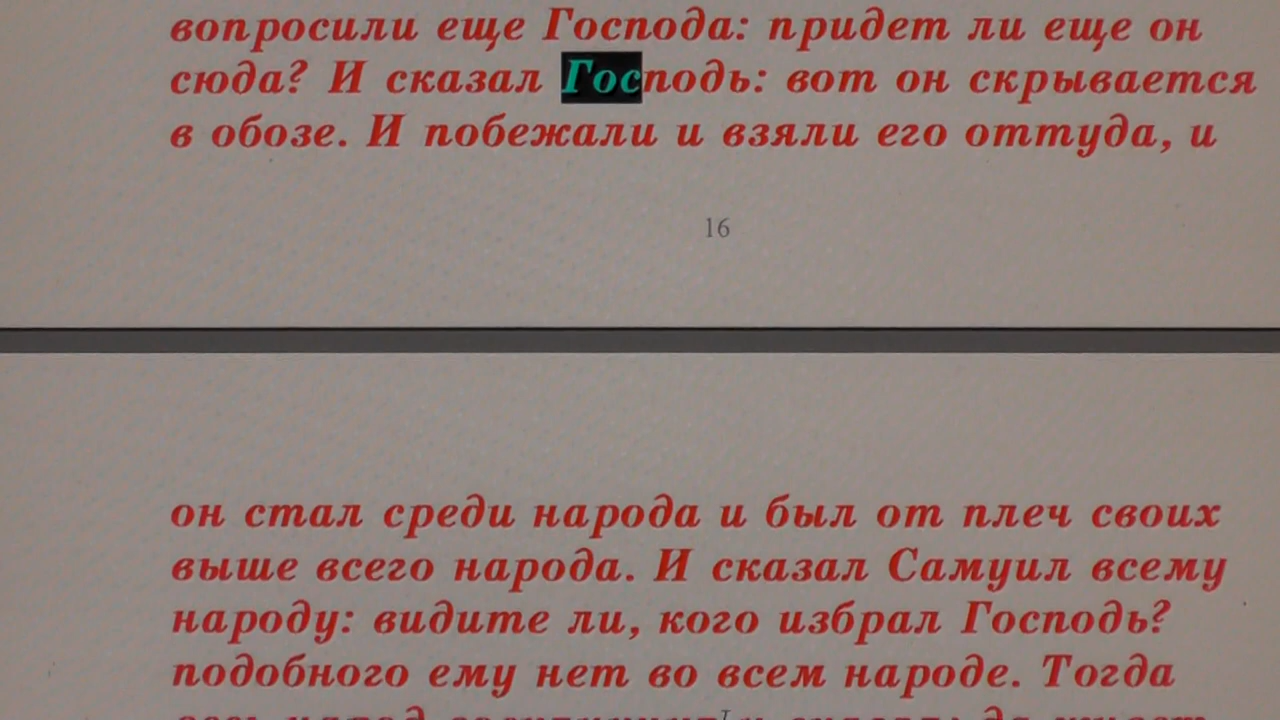 вопросили еще Господа: придет ли еще он
сюда? И сказал Господь: вот он скрывается
в обозе. И побежали и взяли его оттуда, и
16
он стал среди народа и был от плеч своих
выше всего народа. И сказал Самуил всему
народу: видите ли, кого избрал Господь?
подобного ему нет во всем народе. Тогда